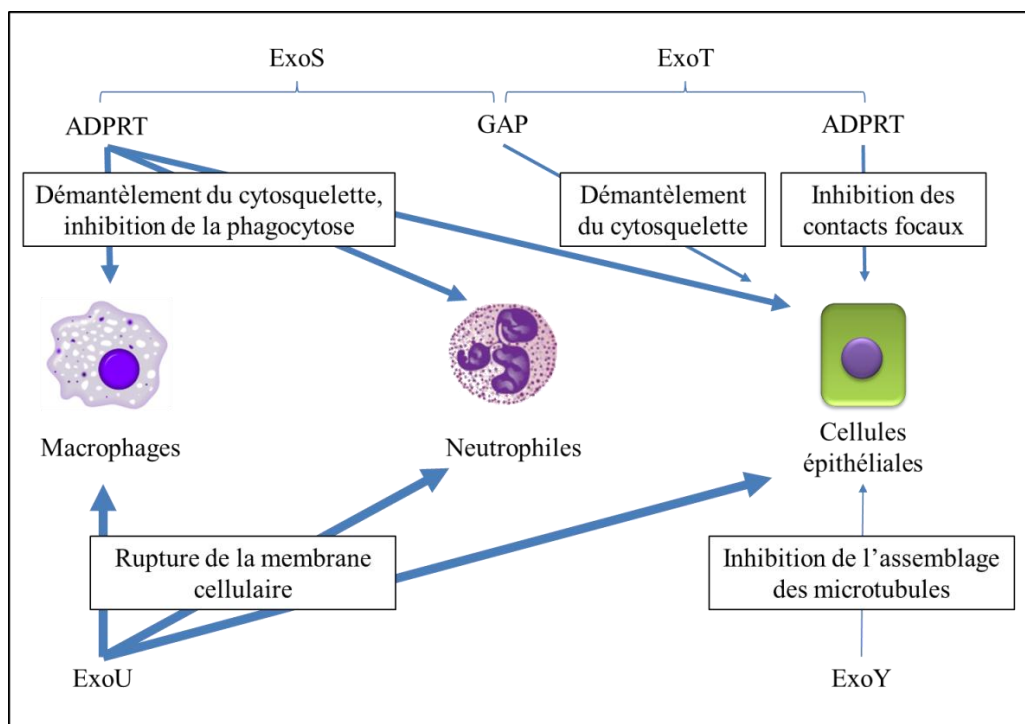 ExoS
ExoT
ADPRT
GAP
ADPRT
Démantèlement du cytosquelette,
inhibition de la phagocytose
Démantèlement
du cytosquelette
Inhibition des
contacts focaux
Macrophages
Neutrophiles
Cellules
épithéliales
Rupture de la membrane
cellulaire
Inhibition de l’assemblage
des microtubules
ExoU
ExoY